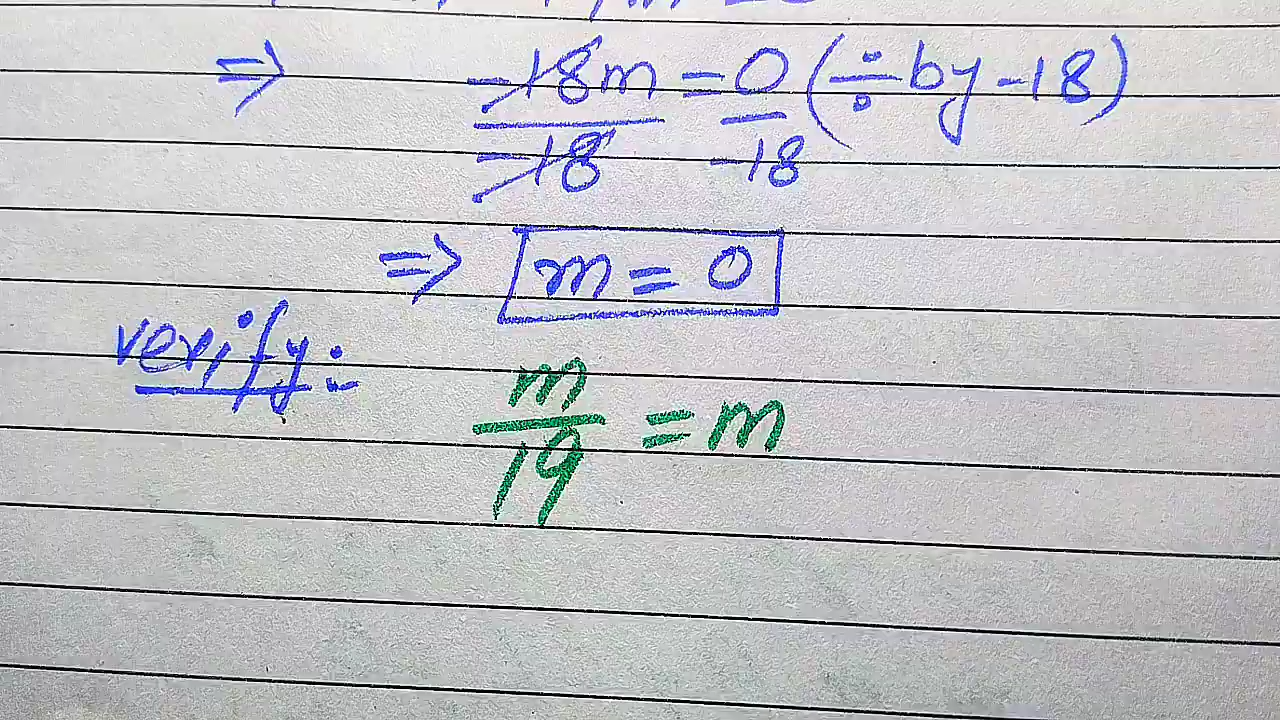 ⇒ -18m/-18 = 0/-18 (÷ by -18)
⇒ m = 0
verify:-
m/19 = m